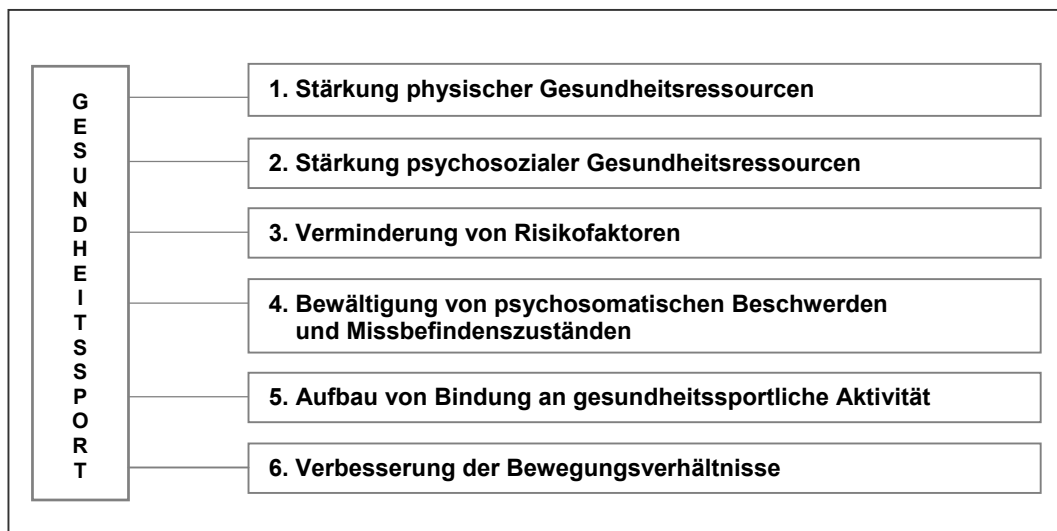 GESUNDHEITSSPORT
1. Stärkung physischer Gesundheitsressourcen
2. Stärkung psychosozialer Gesundheitsressourcen
3. Verminderung von Risikofaktoren
4. Bewältigung von psychosomatischen Beschwerden
und Missbefindenszuständen
5. Aufbau von Bindung an gesundheitssportliche Aktivität
6. Verbesserung der Bewegungsverhältnisse